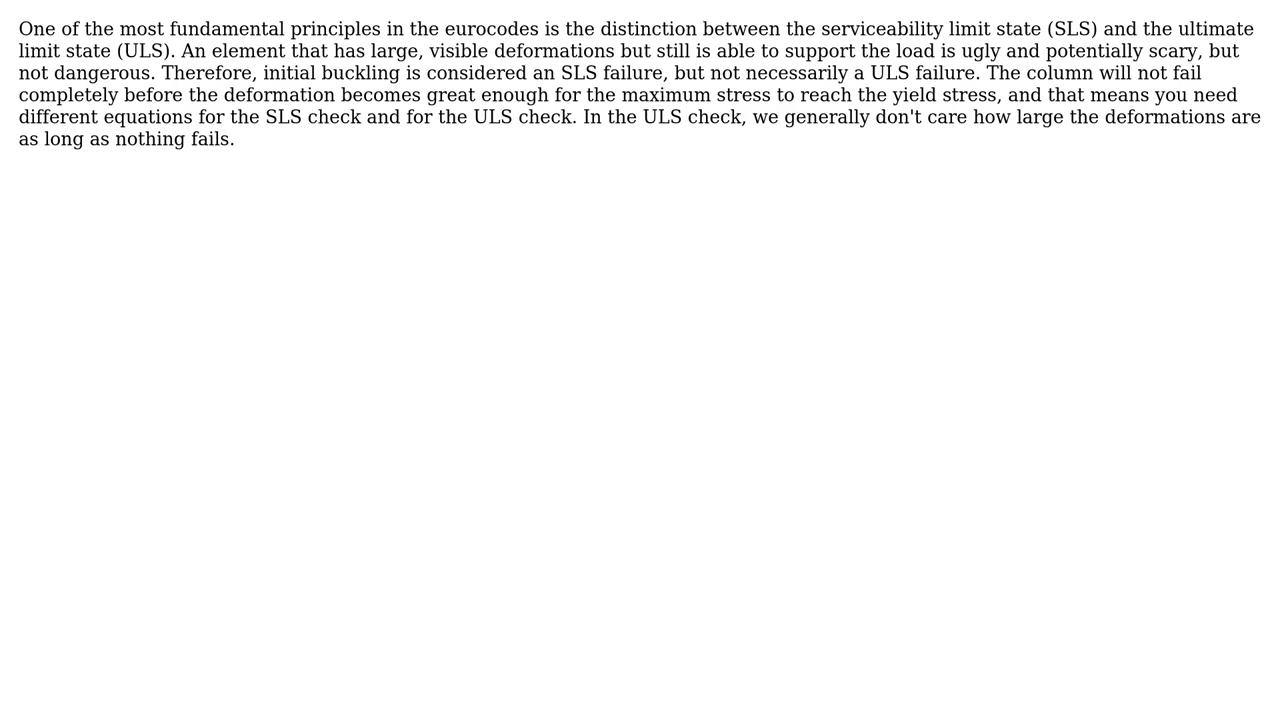 One of the most fundamental principles in the eurocodes is the distinction between the serviceability limit state (SLS) and the ultimate
limit state (ULS). An element that has large, visible deformations but still is able to support the load is ugly and potentially scary, but
not dangerous. Therefore, initial buckling is considered an SLS failure, but not necessarily a ULS failure. The column will not fail
completely before the deformation becomes great enough for the maximum stress to reach the yield stress, and that means you need
different equations for the SLS check and for the ULS check. In the ULS check, we generally don't care how large the deformations are
as long as nothing fails.